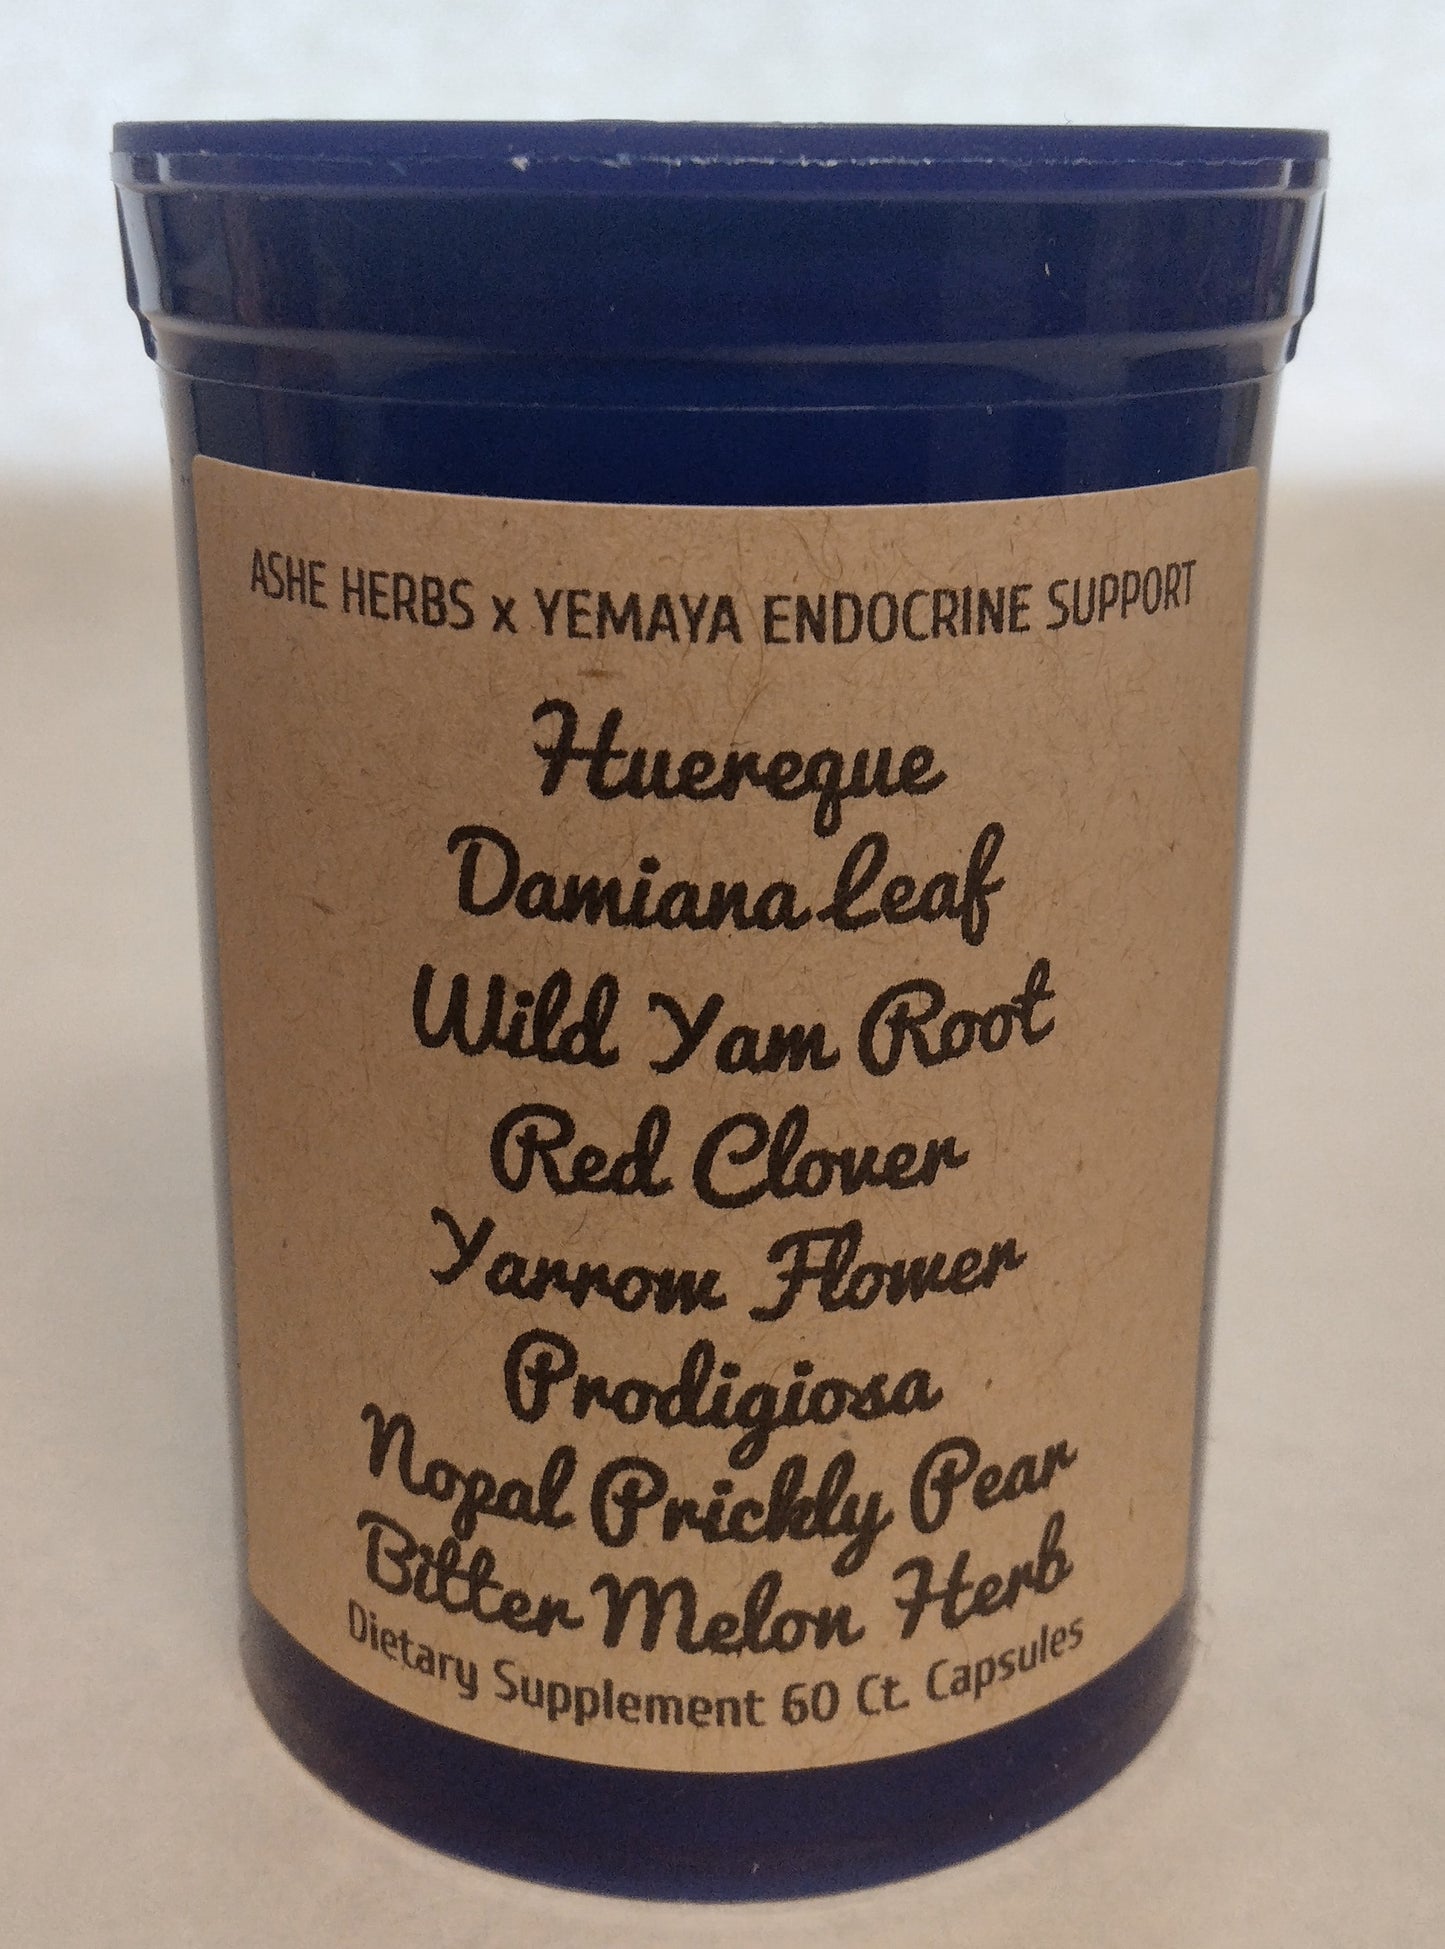 ASHE HERBS x YEMAYA ENDOCRINE SUPPORT
Huereque
Damiana Leaf
Wild Yam Root
Red Clover
Yarrow Flower
Prodigiosa
Nopal Prickly Pear
Bitter Melon Herb
Dietary Supplement 60 Ct. Capsules